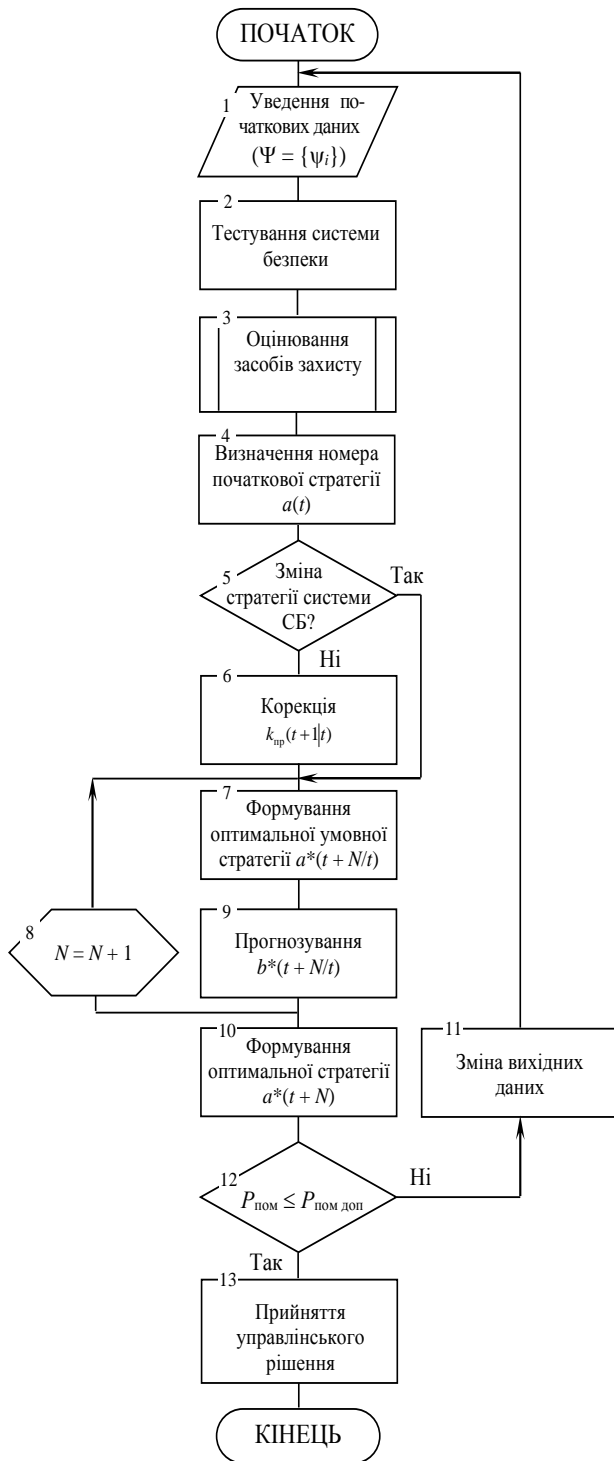 ПОЧАТОК
1
Уведення по-
чаткових даних
(Ψ = {ψi})
2
Тестування системи
безпеки
3
Оцінювання
засобів захисту
4
Визначення номера
початкової стратегії
a(t)
5
Зміна
стратегії системи
СБ?
Так
Ні
6
Корекція
kпр(t+1|t)
7
Формування
оптимальної умовної
стратегії a*(t + N/t)
8
N = N + 1
9
Прогнозування
b*(t + N/t)
10
Формування
оптимальної стратегії
a*(t + N)
11
Зміна вихідних
даних
12
Pпом ≤ Pпом доп
Ні
Так
13
Прийняття
управлінського
рішення
КІНЕЦЬ